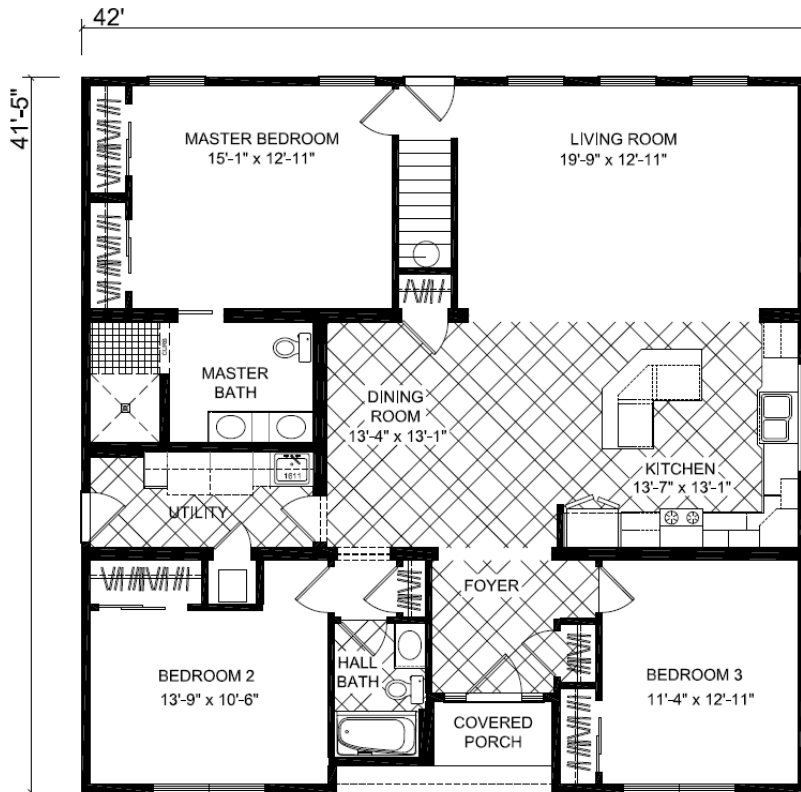 42'
41'-5"
MASTER BEDROOM
15'-1" x 12'-11"
LIVING ROOM
19'-9" x 12'-11"
CURB
MASTER
BATH
DINING
ROOM
13'-4" x 13'-1"
KITCHEN
13'-7" x 13'-1"
1611
UTILITY
FOYER
BEDROOM 2
13'-9" x 10'-6"
HALL
BATH
BEDROOM 3
11'-4" x 12'-11"
COVERED
PORCH